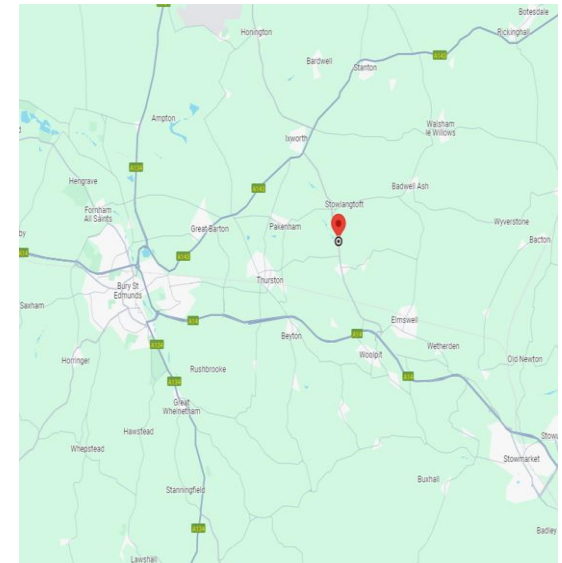 Botesdale
Rickinghall
Honington
A143
Bardwell
Stanton
Ampton
Walsham
le Willows
Ixworth
A134
Hengrave
A143
Badwell Ash
Stowlangtoft
Fornham
All Saints
Great Barton
Pakenham
Wyverstone
Bacton
A143
Thurston
Bury St
Edmunds
Saxham
Elmswell
A14
Beyton
A14
Wetherden
A134
Woolpit
Old Newton
Horringer
Rushbrooke
A14
A134
Great
Whelnetham
Hawstead
Whepstead
Stowmarket
Buxhall
Stanningfield
A134
Badley
Lawshall